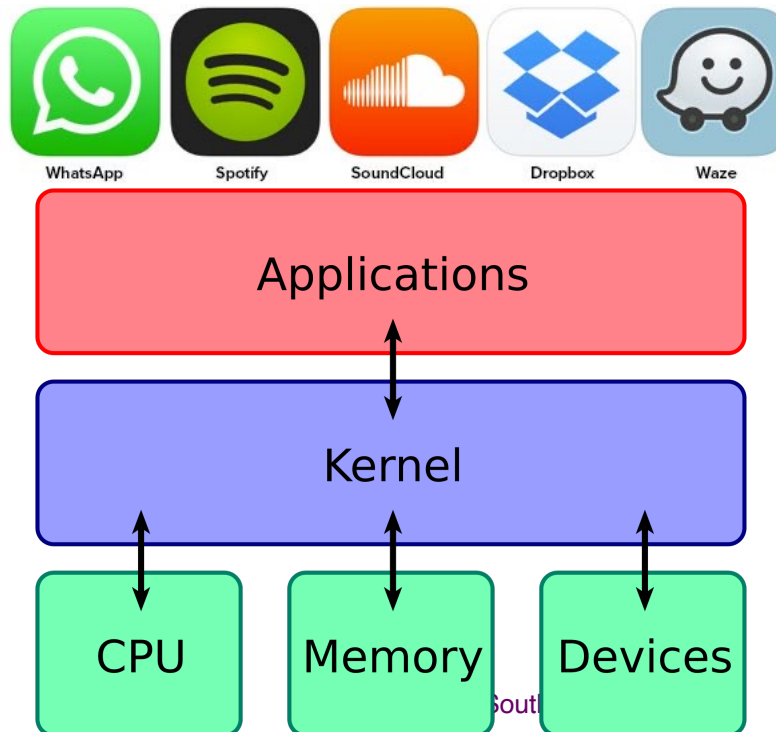 WhatsApp Spotify SoundCloud Dropbox Waze
Applications
Kernel
CPU Memory Devices